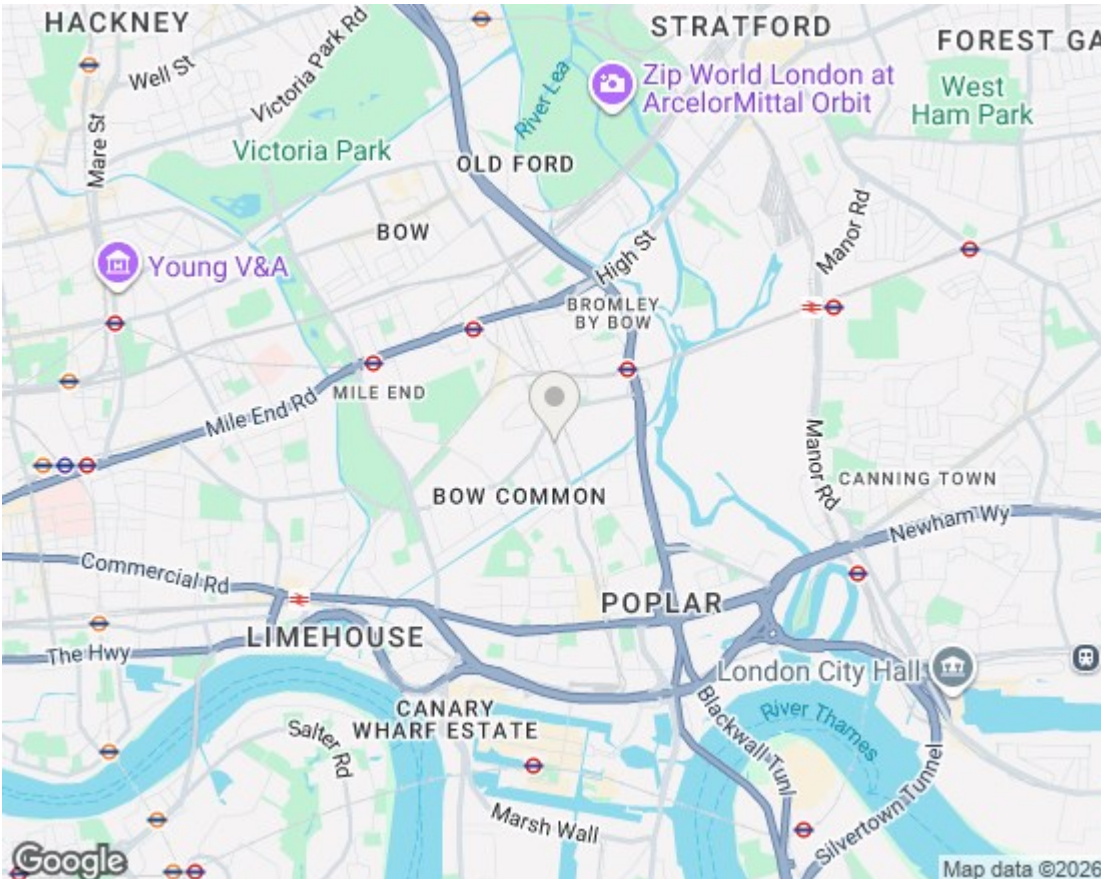 HACKNEY
STRATFORD
FOREST GA
Well St
Victoria Park Rd
Zip World London at
ArcelorMittal Orbit
West
Ham Park
River Lea
Mare St
Victoria Park
OLD FORD
BOW
Manor Rd
Young V&A
High St
BROMLEY
BY BOW
MILE END
Mile End Rd
Manor Rd
CANNING TOWN
BOW COMMON
Newham Wy
Commercial Rd
POPLAR
LIMEHOUSE
The Hwy
London City Hall
CANARY
WHARF ESTATE
Salter Rd
Blackwall Tunl
River Thames
Marsh Wall
Silvertown Tunnel
Google
Map data ©2026